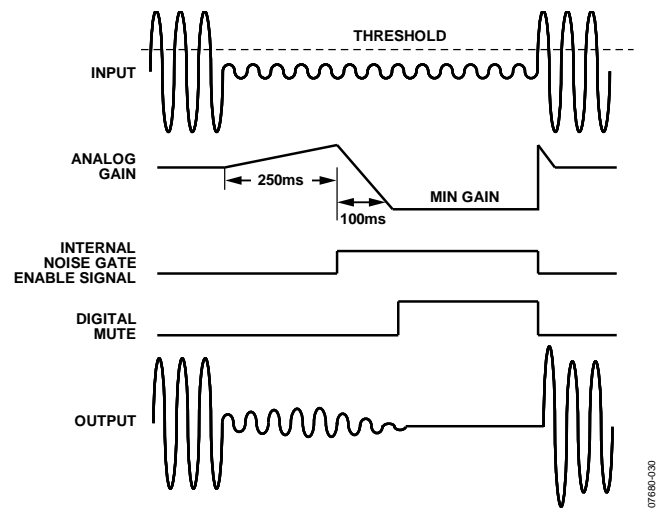 THRESHOLD
INPUT
ANALOG
GAIN
250ms
MIN GAIN
100ms
INTERNAL
NOISE GATE
ENABLE SIGNAL
DIGITAL
MUTE
OUTPUT
07680-030